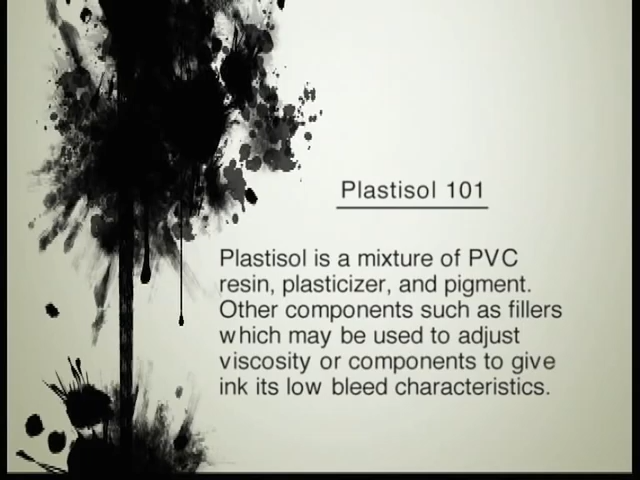 Plastisol 101
Plastisol is a mixture of PVC
resin, plasticizer, and pigment.
Other components such as fillers
which may be used to adjust
viscosity or components to give
ink its low bleed characteristics.